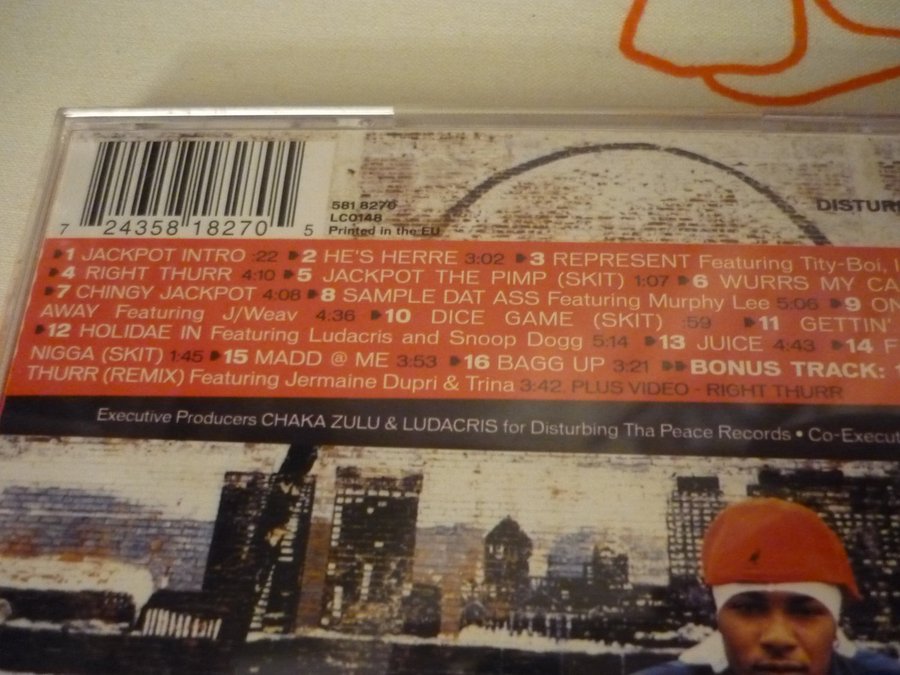 7 24358 18270 5
581 8270
LC0148
Printed in the EU
1 JACKPOT INTRO :22 2 HE'S HERRE 3:02 3 REPRESENT Featuring Tity-Boi,
4 RIGHT THURR 4:10 5 JACKPOT THE PIMP (SKIT) 1:07 6 WURRS MY
7 CHINGY JACKPOT 4:08 8 SAMPLE DAT ASS Featuring Murphy Lee 5:06 9
AWAY Featuring J/Weav 4:36 10 DICE GAME (SKIT) :59 11 GETTIN'
12 HOLIDAE IN Featuring Ludacris and Snoop Dogg 5:14 13 JUICE 4:43 14
NIGGA (SKIT) 1:45 15 MADD @ ME 3:53 16 BAGG UP 3:21 BONUS TRACK:
THURR (REMIX) Featuring Jermaine Dupri & Trina 3:42. PLUS VIDEO - RIGHT THURR
Executive Producers CHAKA ZULU & LUDACRIS for Disturbing Tha Peace Records •